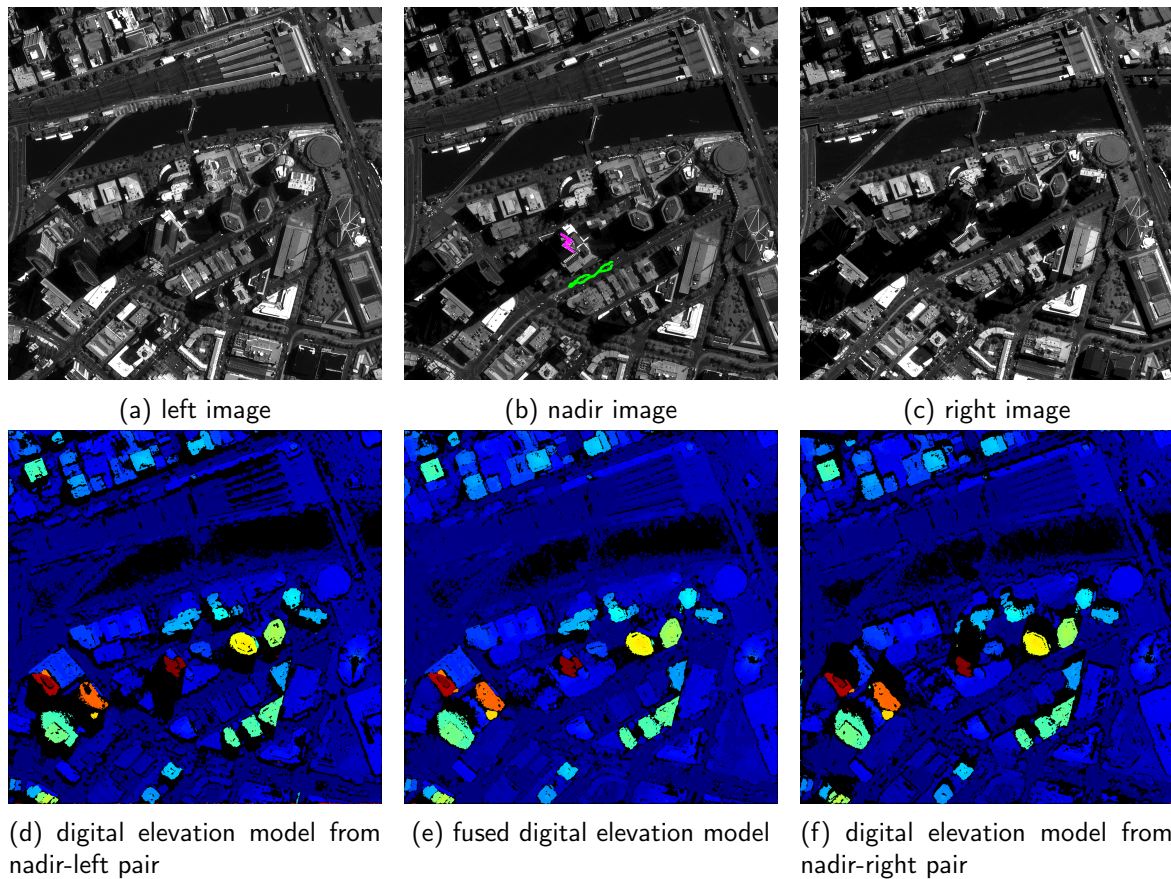 (a) left image
(b) nadir image
(c) right image
(d) digital elevation model from
nadir-left pair
(e) fused digital elevation model
(f) digital elevation model from
nadir-right pair